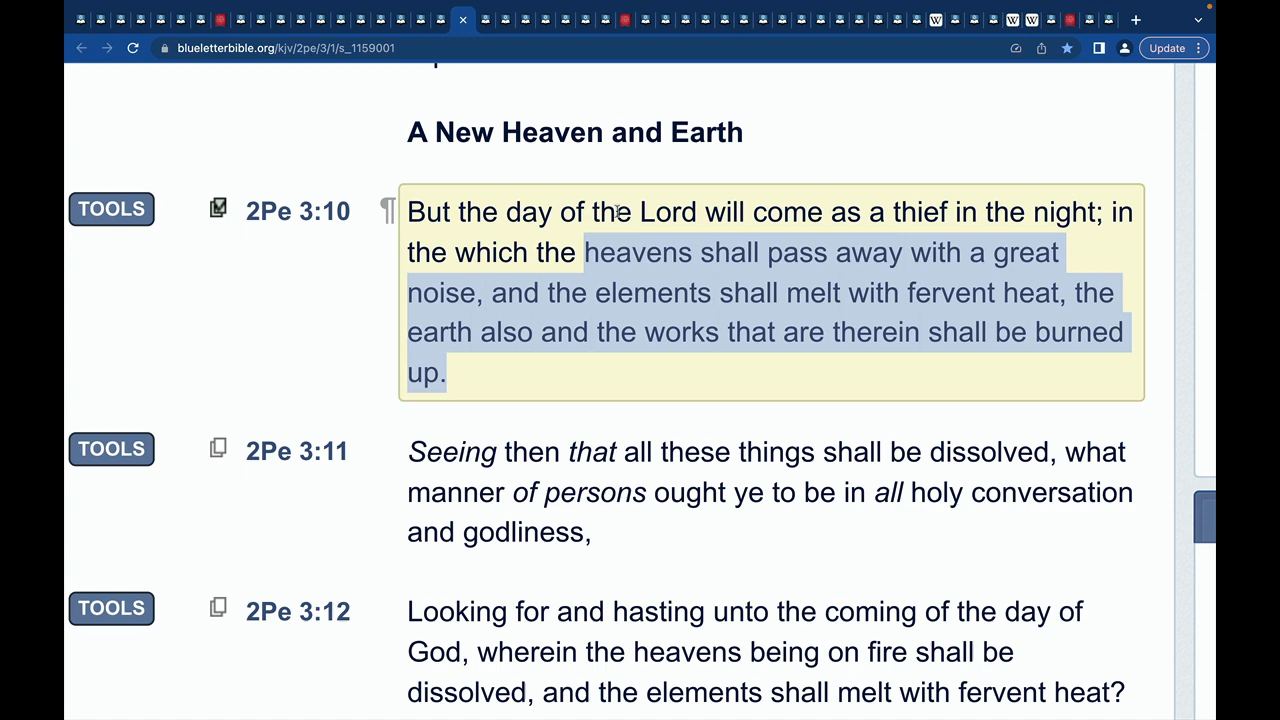 blueletterbible.org/kjv/2pe/3/1/s_1159001
Update
A New Heaven and Earth
TOOLS
2Pe 3:10
¶ But the day of the Lord will come as a thief in the night; in
the which the heavens shall pass away with a great
noise, and the elements shall melt with fervent heat, the
earth also and the works that are therein shall be burned
up.
TOOLS
2Pe 3:11
Seeing then that all these things shall be dissolved, what
manner of persons ought ye to be in all holy conversation
and godliness,
TOOLS
2Pe 3:12
Looking for and hasting unto the coming of the day of
God, wherein the heavens being on fire shall be
dissolved, and the elements shall melt with fervent heat?